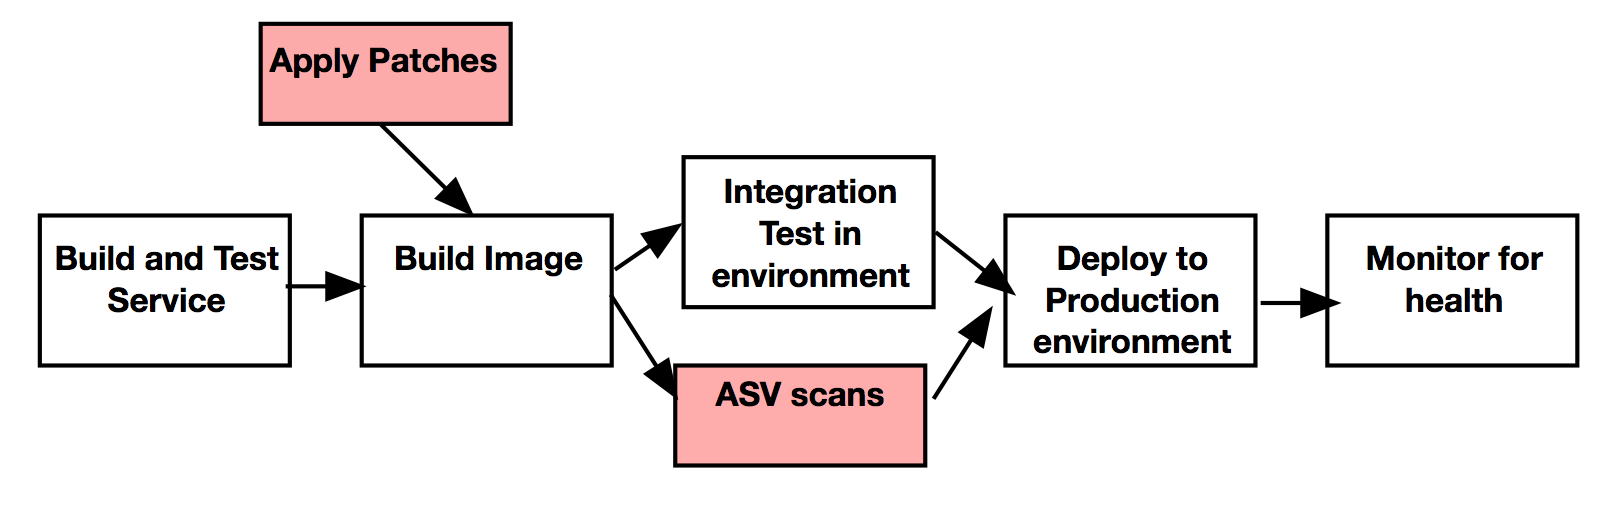 Apply Patches
Build and Test
Service
Build Image
Integration
Test in
environment
ASV scans
Deploy to
Production
environment
Monitor for
health